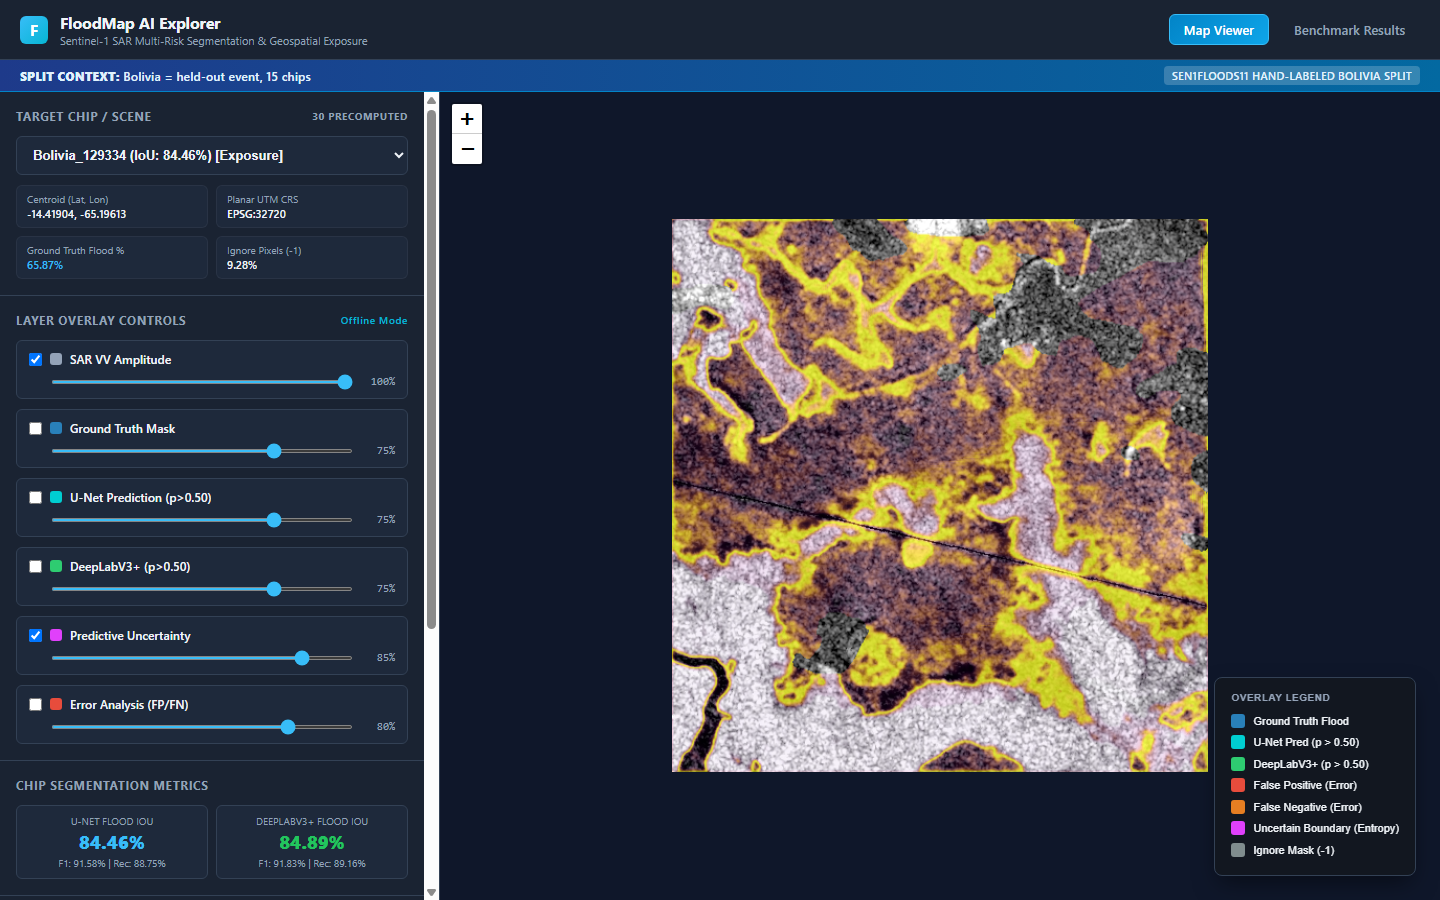 F
FloodMap AI Explorer
Sentinel-1 SAR Multi-Risk Segmentation & Geospatial Exposure
Map Viewer
Benchmark Results
SPLIT CONTEXT: Bolivia = held-out event, 15 chips
SEN1FLOODS11 HAND-LABELED BOLIVIA SPLIT
TARGET CHIP / SCENE
30 PRECOMPUTED
Bolivia_129334 (IoU: 84.46%) [Exposure]
Centroid (Lat, Lon)
-14.41904, -65.19613
Planar UTM CRS
EPSG:32720
Ground Truth Flood %
65.87%
Ignore Pixels (-1)
9.28%
LAYER OVERLAY CONTROLS
Offline Mode
SAR VV Amplitude
100%
Ground Truth Mask
75%
U-Net Prediction (p>0.50)
75%
DeepLabV3+ (p>0.50)
75%
Predictive Uncertainty
85%
Error Analysis (FP/FN)
80%
CHIP SEGMENTATION METRICS
U-NET FLOOD IOU
84.46%
F1: 91.58% | Rec: 88.75%
DEEPLABV3+ FLOOD IOU
84.89%
F1: 91.83% | Rec: 89.16%
+
−
OVERLAY LEGEND
Ground Truth Flood
U-Net Pred (p > 0.50)
DeepLabV3+ (p > 0.50)
False Positive (Error)
False Negative (Error)
Uncertain Boundary (Entropy)
Ignore Mask (-1)